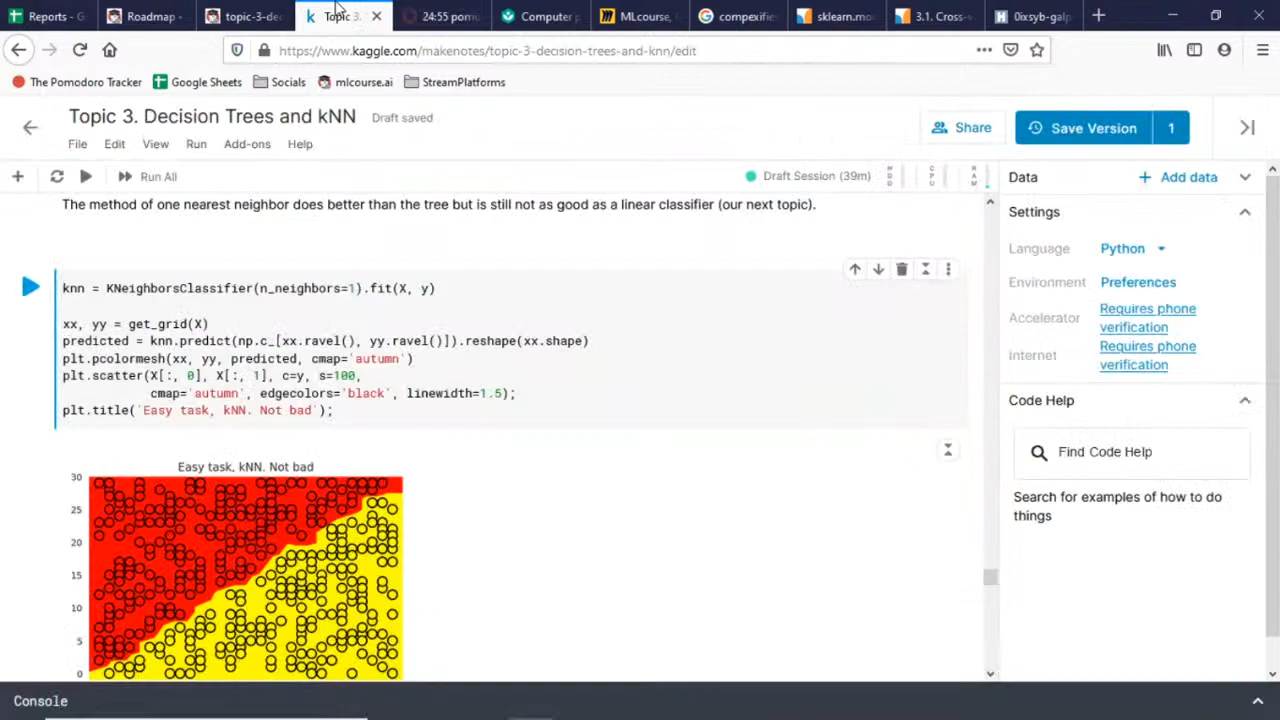 Reports - G
Roadmap -
topic-3-dec
Topic 3.
24:55 pomo
Computer p
MLcourse,
compexifie
sklearn.mod
3.1. Cross-v
0ixsyb-galp
https://www.kaggle.com/makenotes/topic-3-decision-trees-and-knn/edit
The Pomodoro Tracker
Google Sheets
Socials
mlcourse.ai
StreamPlatforms
Topic 3. Decision Trees and kNN
Draft saved
Share
Save Version
1
File Edit View Run Add-ons Help
Run All
Draft Session (39m)
HDD
CPU
RAM
Data
Add data
The method of one nearest neighbor does better than the tree but is still not as good as a linear classifier (our next topic).
Settings
Language
Python
Environment
Preferences
Accelerator
Requires phone
verification
Internet
Requires phone
verification
Code Help
Find Code Help
Search for examples of how to do
things
knn = KNeighborsClassifier(n_neighbors=1).fit(X, y)
xx, yy = get_grid(X)
predicted = knn.predict(np.c_[xx.ravel(), yy.ravel()]).reshape(xx.shape)
plt.pcolormesh(xx, yy, predicted, cmap='autumn')
plt.scatter(X[:, 0], X[:, 1], c=y, s=100,
cmap='autumn', edgecolors='black', linewidth=1.5);
plt.title('Easy task, kNN. Not bad');
Easy task, kNN. Not bad
30
25
20
15
10
5
0
Console